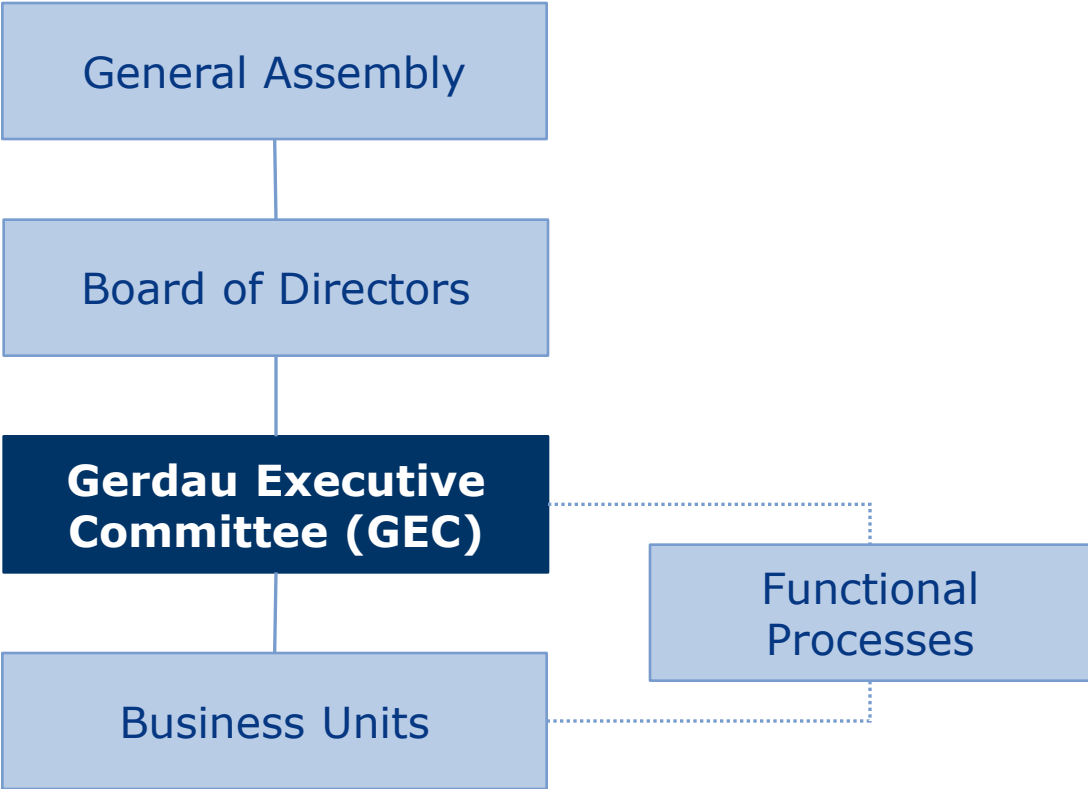 General Assembly
Board of Directors
Gerdau Executive
Committee (GEC)
Functional
Processes
Business Units